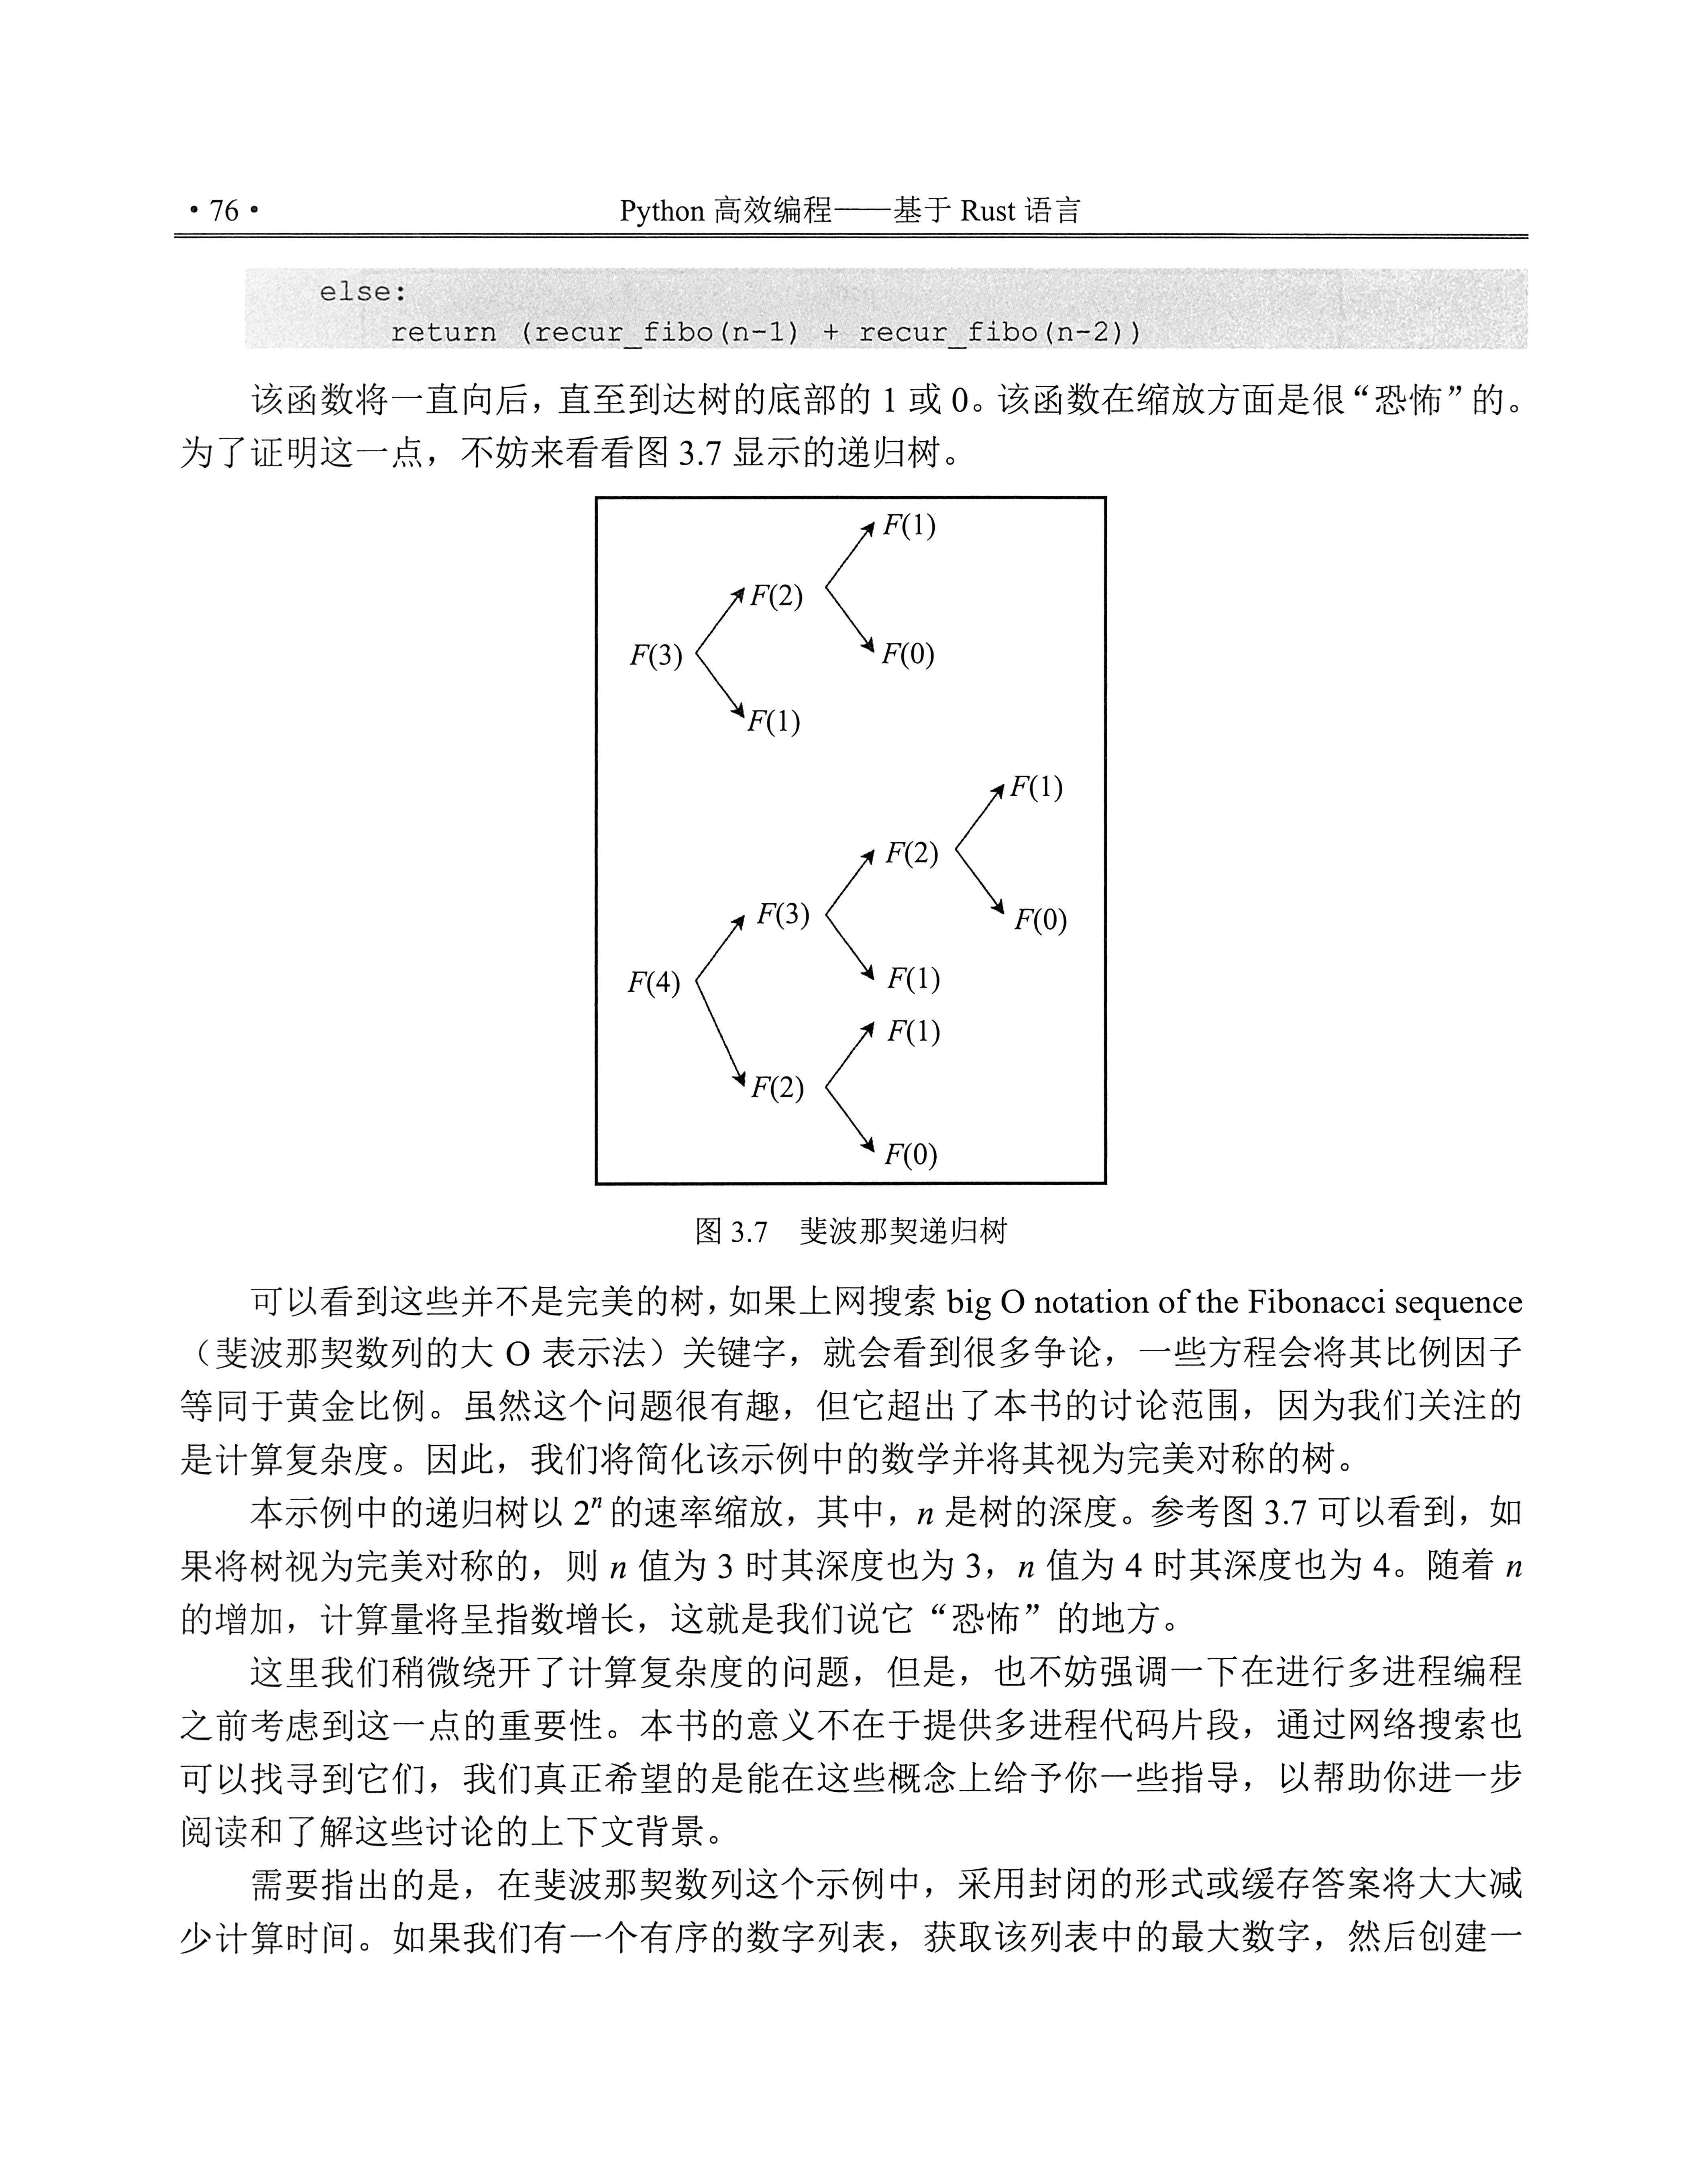 • 76 •
Python 高效编程——基于 Rust 语言
else:
return (recur_fibo(n-1) + recur_fibo(n-2))
该函数将一直向后，直至到达树的底部的 1 或 0。该函数在缩放方面是很“恐怖”的。
为了证明这一点，不妨来看看图 3.7 显示的递归树。
F(1)
F(2)
F(3)
F(0)
F(1)
F(1)
F(2)
F(3)
F(0)
F(4)
F(1)
F(1)
F(2)
F(0)
图 3.7 斐波那契递归树
可以看到这些并不是完美的树，如果上网搜索 big O notation of the Fibonacci sequence
（斐波那契数列的大 O 表示法）关键字，就会看到很多争论，一些方程会将其比例因子
等同于黄金比例。虽然这个问题很有趣，但它超出了本书的讨论范围，因为我们关注的
是计算复杂度。因此，我们将简化该示例中的数学并将其视为完美对称的树。
本示例中的递归树以 2ⁿ 的速率缩放，其中，n 是树的深度。参考图 3.7 可以看到，如
果将树视为完美对称的，则 n 值为 3 时其深度也为 3，n 值为 4 时其深度也为 4。随着 n
的增加，计算量将呈指数增长，这就是我们说它“恐怖”的地方。
这里我们稍微绕开了计算复杂度的问题，但是，也不妨强调一下在进行多进程编程
之前考虑到这一点的重要性。本书的意义不在于提供多进程代码片段，通过网络搜索也
可以找寻到它们，我们真正希望的是能在这些概念上给予你一些指导，以帮助你进一步
阅读和了解这些讨论的上下文背景。
需要指出的是，在斐波那契数列这个示例中，采用封闭的形式或缓存答案将大大减
少计算时间。如果我们有一个有序的数字列表，获取该列表中的最大数字，然后创建一